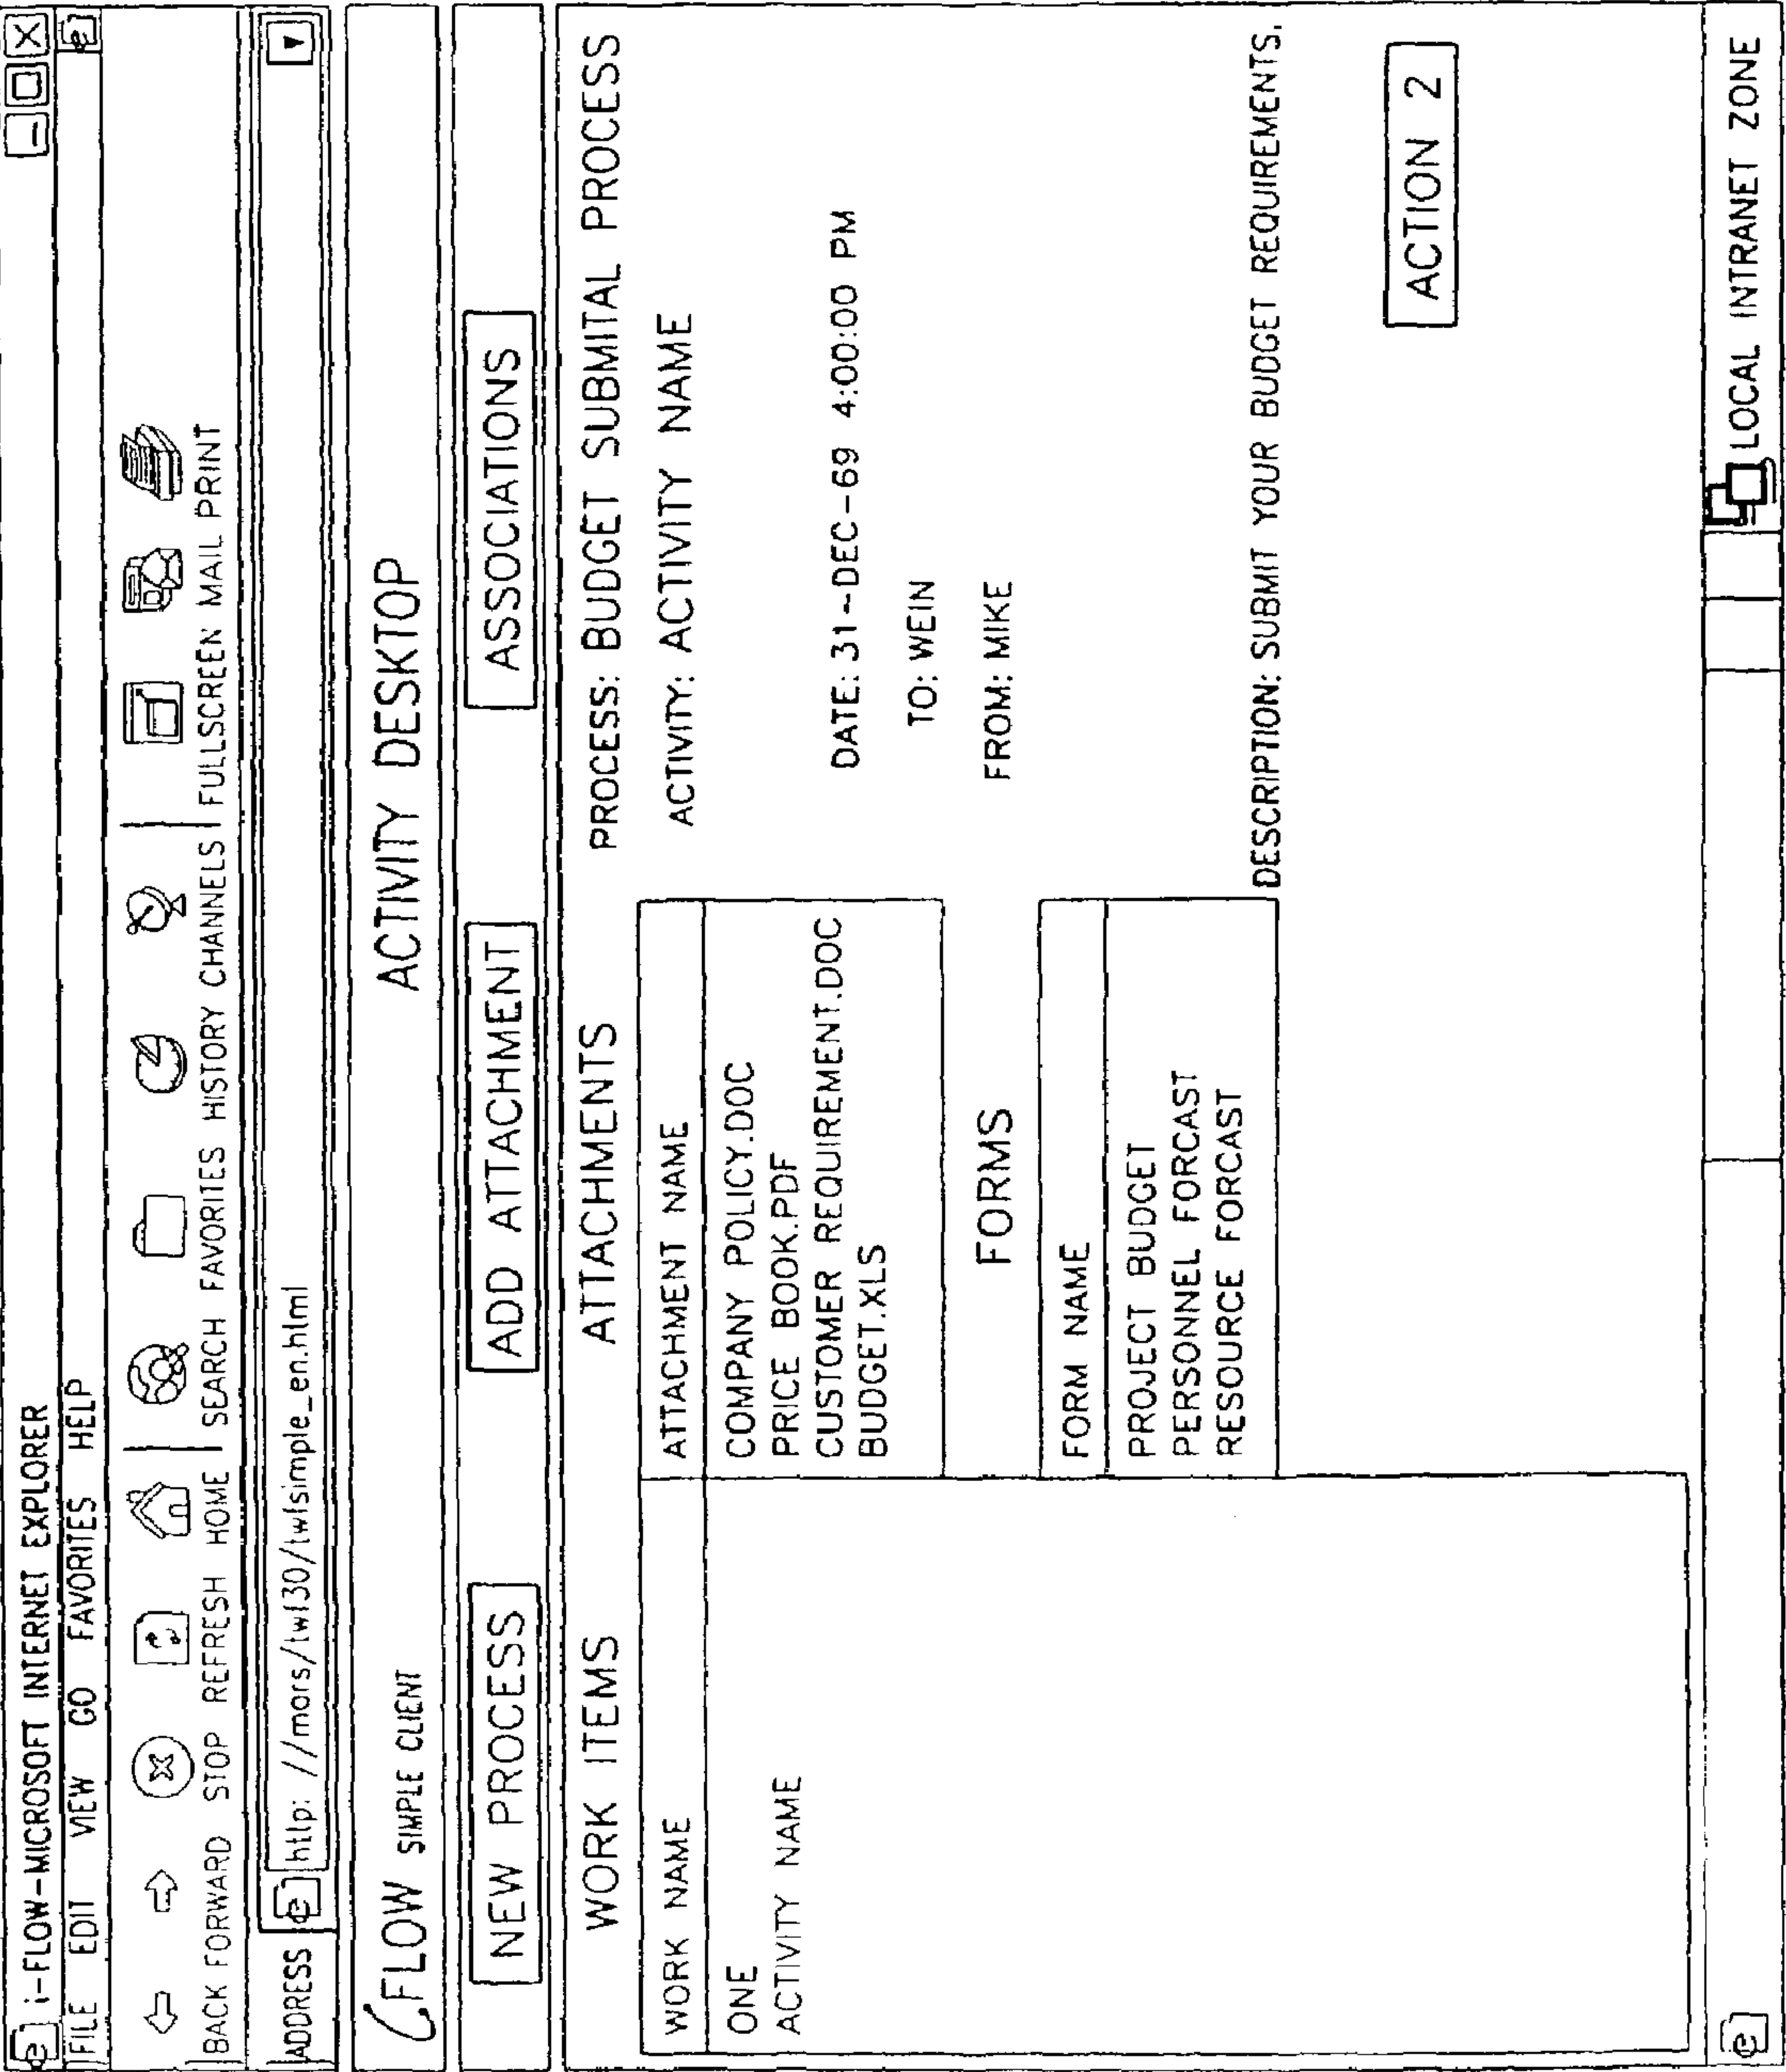 i-FLOW-MICROSOFT INTERNET EXPLORER
FILE EDIT VIEW GO FAVORITES HELP
BACK FORWARD STOP REFRESH HOME SEARCH FAVORITES HISTORY CHANNELS FULLSCREEN MAIL PRINT
ADDRESS http: //mars/twf30/twfsimple_en.html
FLOW SIMPLE CLIENT ACTIVITY DESKTOP
NEW PROCESS ADD ATTACHMENT ASSOCIATIONS
WORK ITEMS
WORK NAME
ONE
ACTIVITY NAME
ATTACHMENTS
ATTACHMENT NAME
COMPANY POLICY.DOC
PRICE BOOK.PDF
CUSTOMER REQUIREMENT.DOC
BUDGET.XLS
FORMS
FORM NAME
PROJECT BUDGET
PERSONNEL FORCAST
RESOURCE FORCAST
PROCESS: BUDGET SUBMITAL PROCESS
ACTIVITY: ACTIVITY NAME
DATE: 31-DEC-69 4:00:00 PM
TO: WEIN
FROM: MIKE
DESCRIPTION: SUBMIT YOUR BUDGET REQUIREMENTS.
ACTION 2
LOCAL INTRANET ZONE